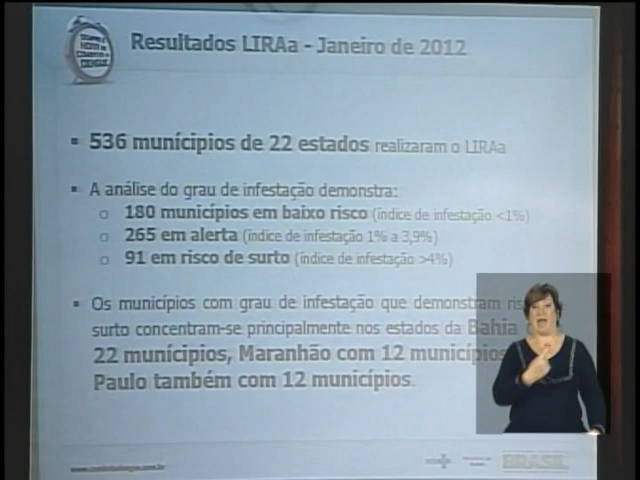 Resultados LIRAa - Janeiro de 2012
536 munícipios de 22 estados realizaram o LIRAa
A análise do grau de infestação demonstra:
180 municípios em baixo risco (índice de infestação <1%)
265 em alerta (índice de infestação 1% a 3,9%)
91 em risco de surto (índice de infestação >4%)
Os municípios com grau de infestação que demonstram
surto concentram-se principalmente nos estados da Bahia
22 munícipios, Maranhão com 12 municípios
Paulo também com 12 municípios.
BRASIL